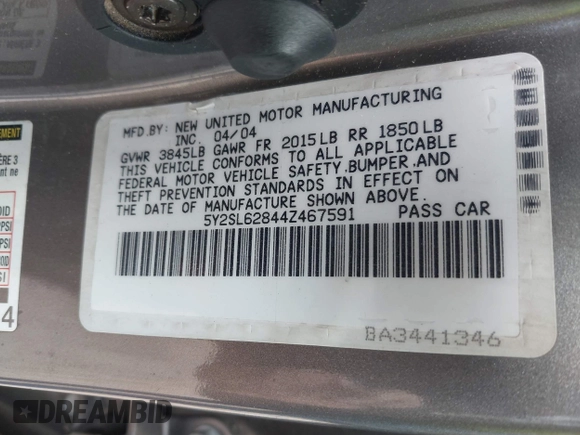 MFD.BY: NEW UNITED MOTOR MANUFACTURING
INC. 04/04
GVWR 3845LB GAWR FR 2015LB RR 1850LB
THIS VEHICLE CONFORMS TO ALL APPLICABLE
FEDERAL MOTOR VEHICLE SAFETY,BUMPER,AND
THEFT PREVENTION STANDARDS IN EFFECT ON
THE DATE OF MANUFACTURE SHOWN ABOVE.
5Y2SL62844Z467591 PASS CAR
BA3441346
DREAMBID